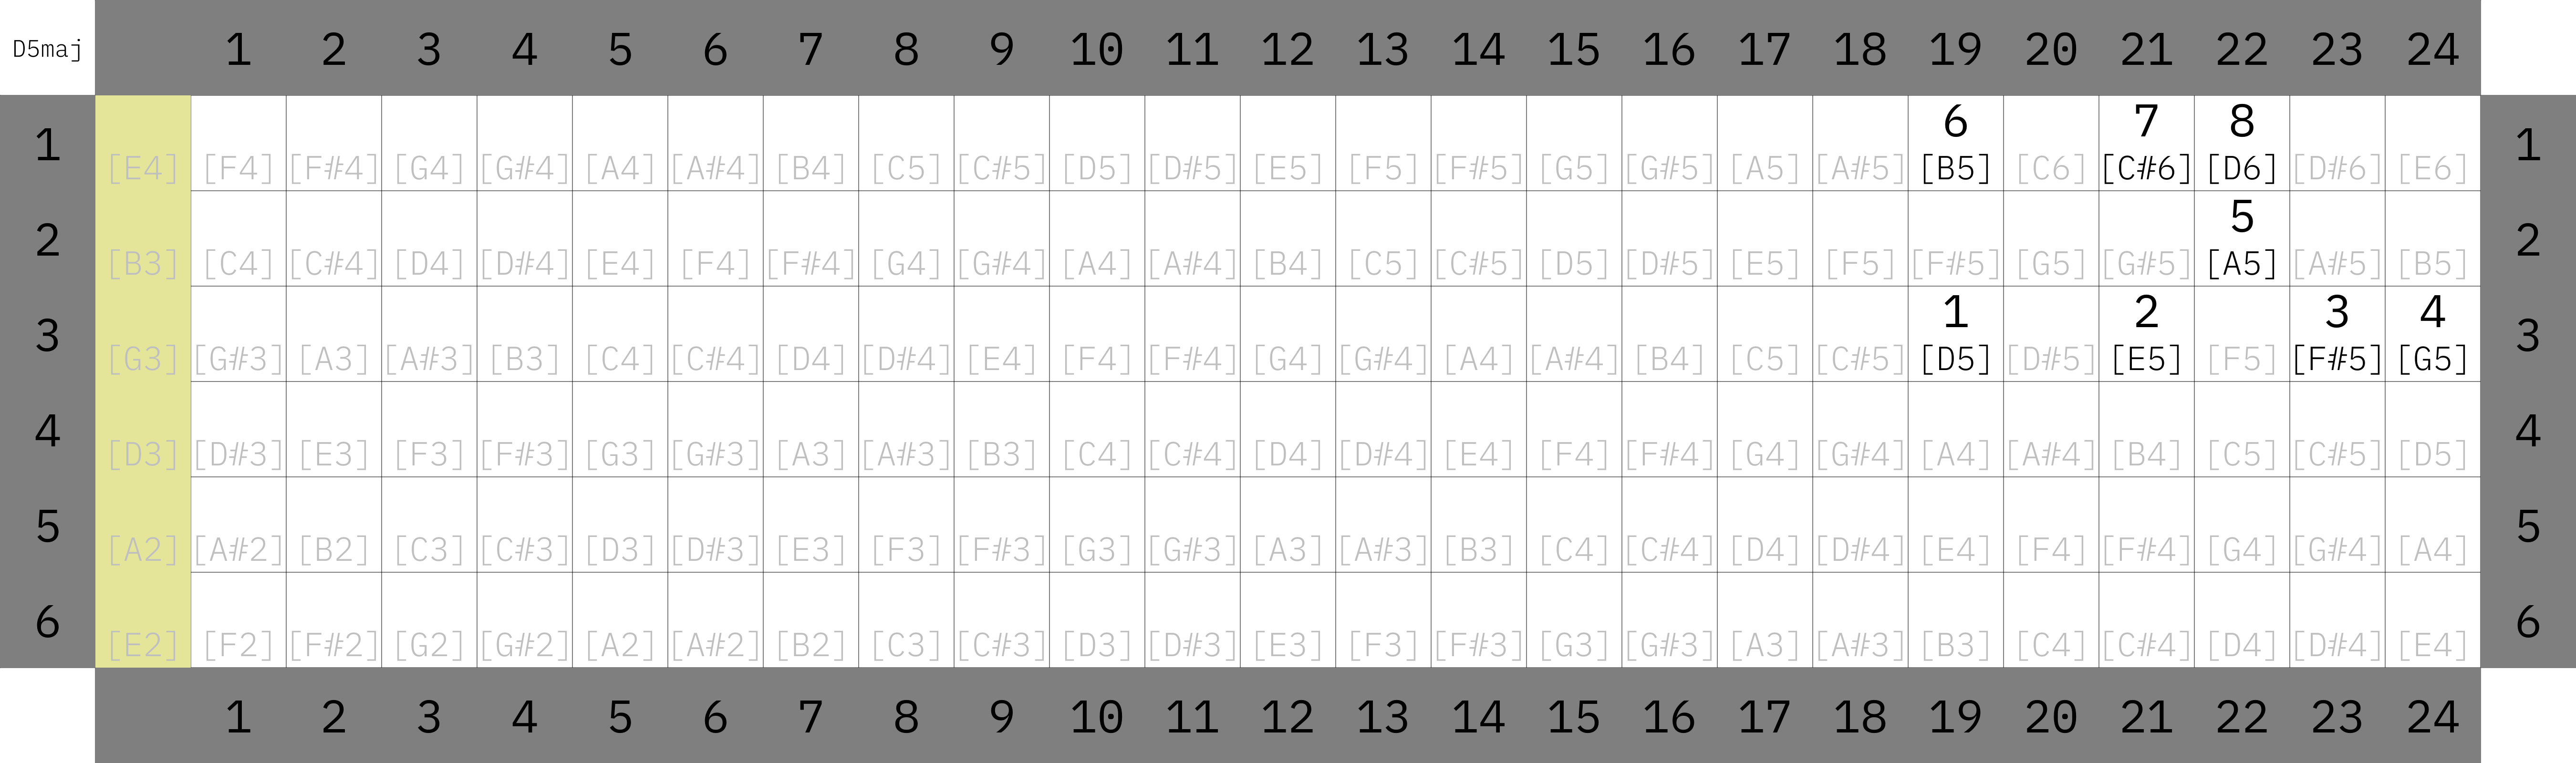 D5maj 1 2 3 4 5 6 7 8 9 10 11 12 13 14 15 16 17 18 19 20 21 22 23 24
6 7 8
1 [E4] [F4] [F#4] [G4] [G#4] [A4] [A#4] [B4] [C5] [C#5] [D5] [D#5] [E5] [F5] [F#5] [G5] [G#5] [A5] [A#5] [B5] [C6] [C#6] [D6] [D#6] [E6] 1
5
2 [B3] [C4] [C#4] [D4] [D#4] [E4] [F4] [F#4] [G4] [G#4] [A4] [A#4] [B4] [C5] [C#5] [D5] [D#5] [E5] [F5] [F#5] [G5] [G#5] [A5] [A#5] [B5] 2
1 2 3 4
3 [G3] [G#3] [A3] [A#3] [B3] [C4] [C#4] [D4] [D#4] [E4] [F4] [F#4] [G4] [G#4] [A4] [A#4] [B4] [C5] [C#5] [D5] [D#5] [E5] [F5] [F#5] [G5] 3
4 [D3] [D#3] [E3] [F3] [F#3] [G3] [G#3] [A3] [A#3] [B3] [C4] [C#4] [D4] [D#4] [E4] [F4] [F#4] [G4] [G#4] [A4] [A#4] [B4] [C5] [C#5] [D5] 4
5 [A2] [A#2] [B2] [C3] [C#3] [D3] [D#3] [E3] [F3] [F#3] [G3] [G#3] [A3] [A#3] [B3] [C4] [C#4] [D4] [D#4] [E4] [F4] [F#4] [G4] [G#4] [A4] 5
6 [E2] [F2] [F#2] [G2] [G#2] [A2] [A#2] [B2] [C3] [C#3] [D3] [D#3] [E3] [F3] [F#3] [G3] [G#3] [A3] [A#3] [B3] [C4] [C#4] [D4] [D#4] [E4] 6
1 2 3 4 5 6 7 8 9 10 11 12 13 14 15 16 17 18 19 20 21 22 23 24